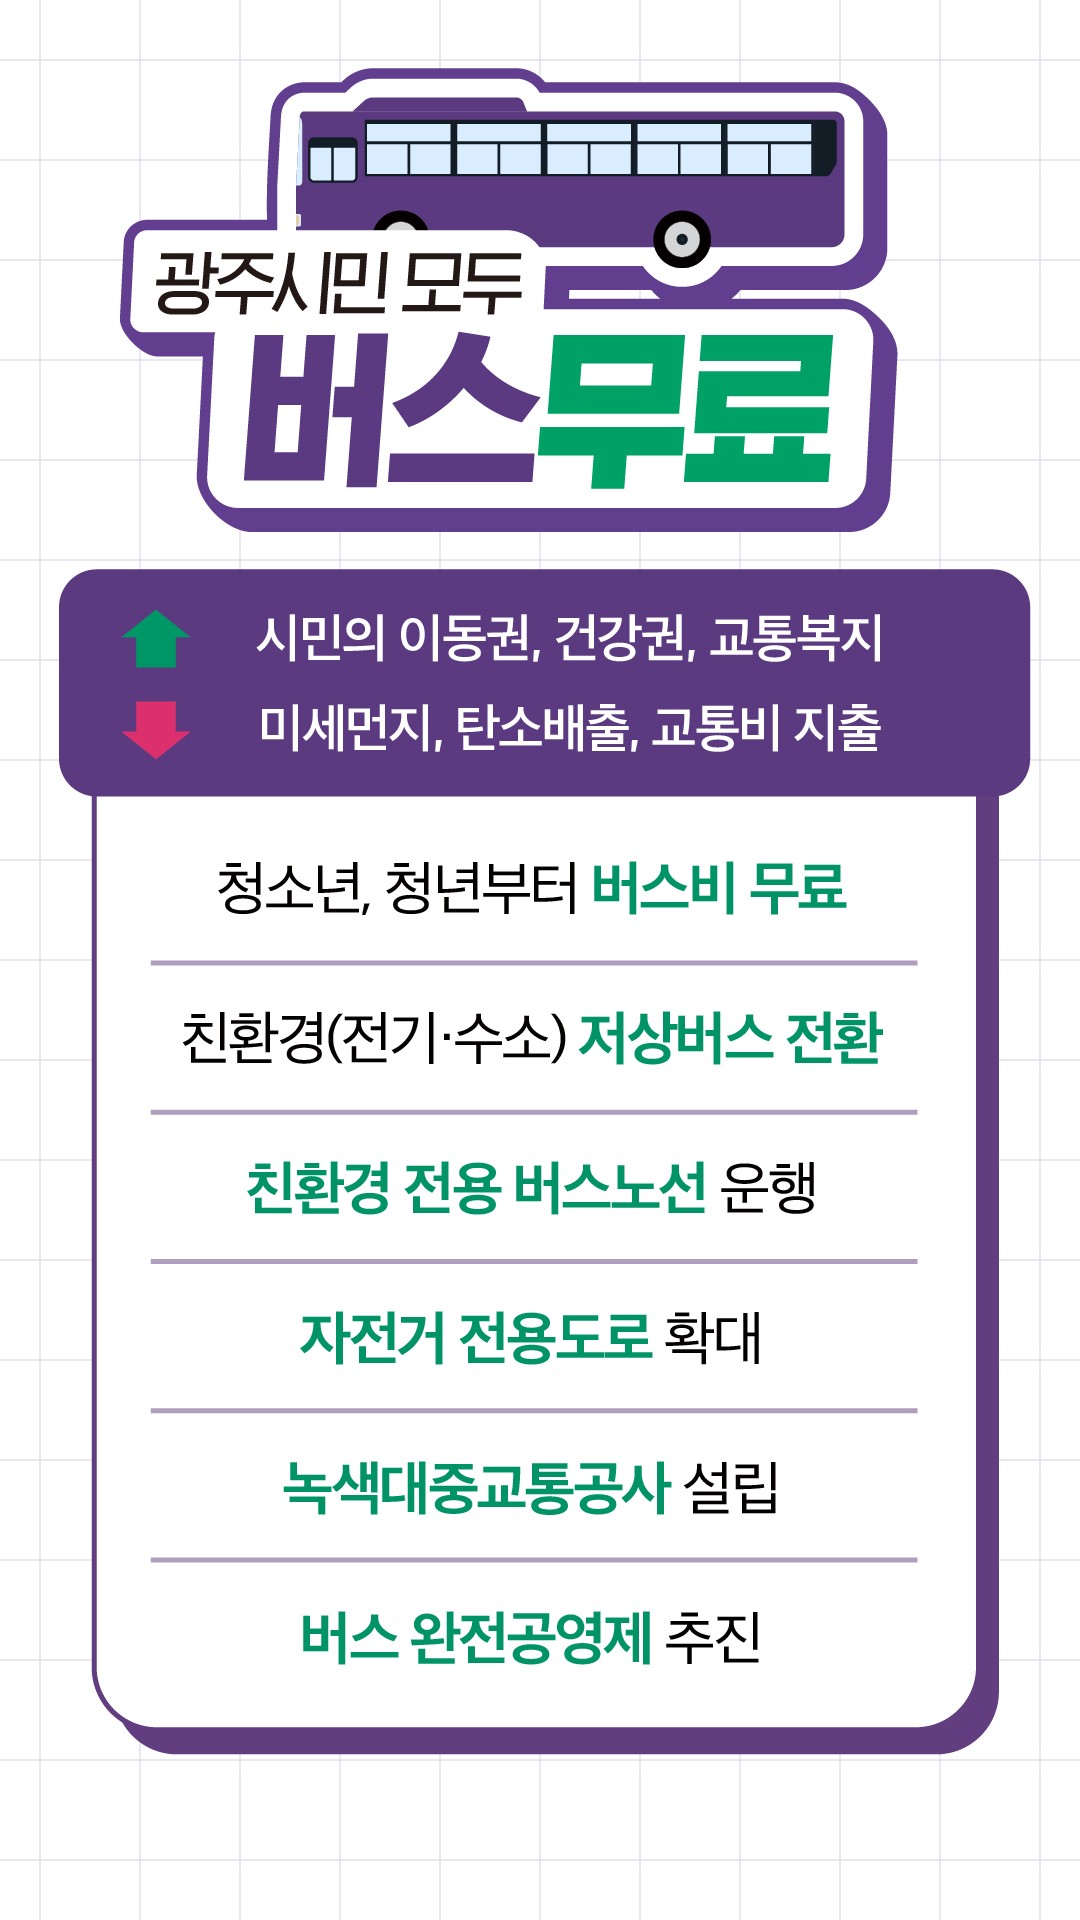 광주시민 모두
버스무료
시민의 이동권, 건강권, 교통복지
미세먼지, 탄소배출, 교통비 지출
청소년, 청년부터 버스비 무료
친환경(전기·수소) 저상버스 전환
친환경 전용 버스노선 운행
자전거 전용도로 확대
녹색대중교통공사 설립
버스 완전공영제 추진